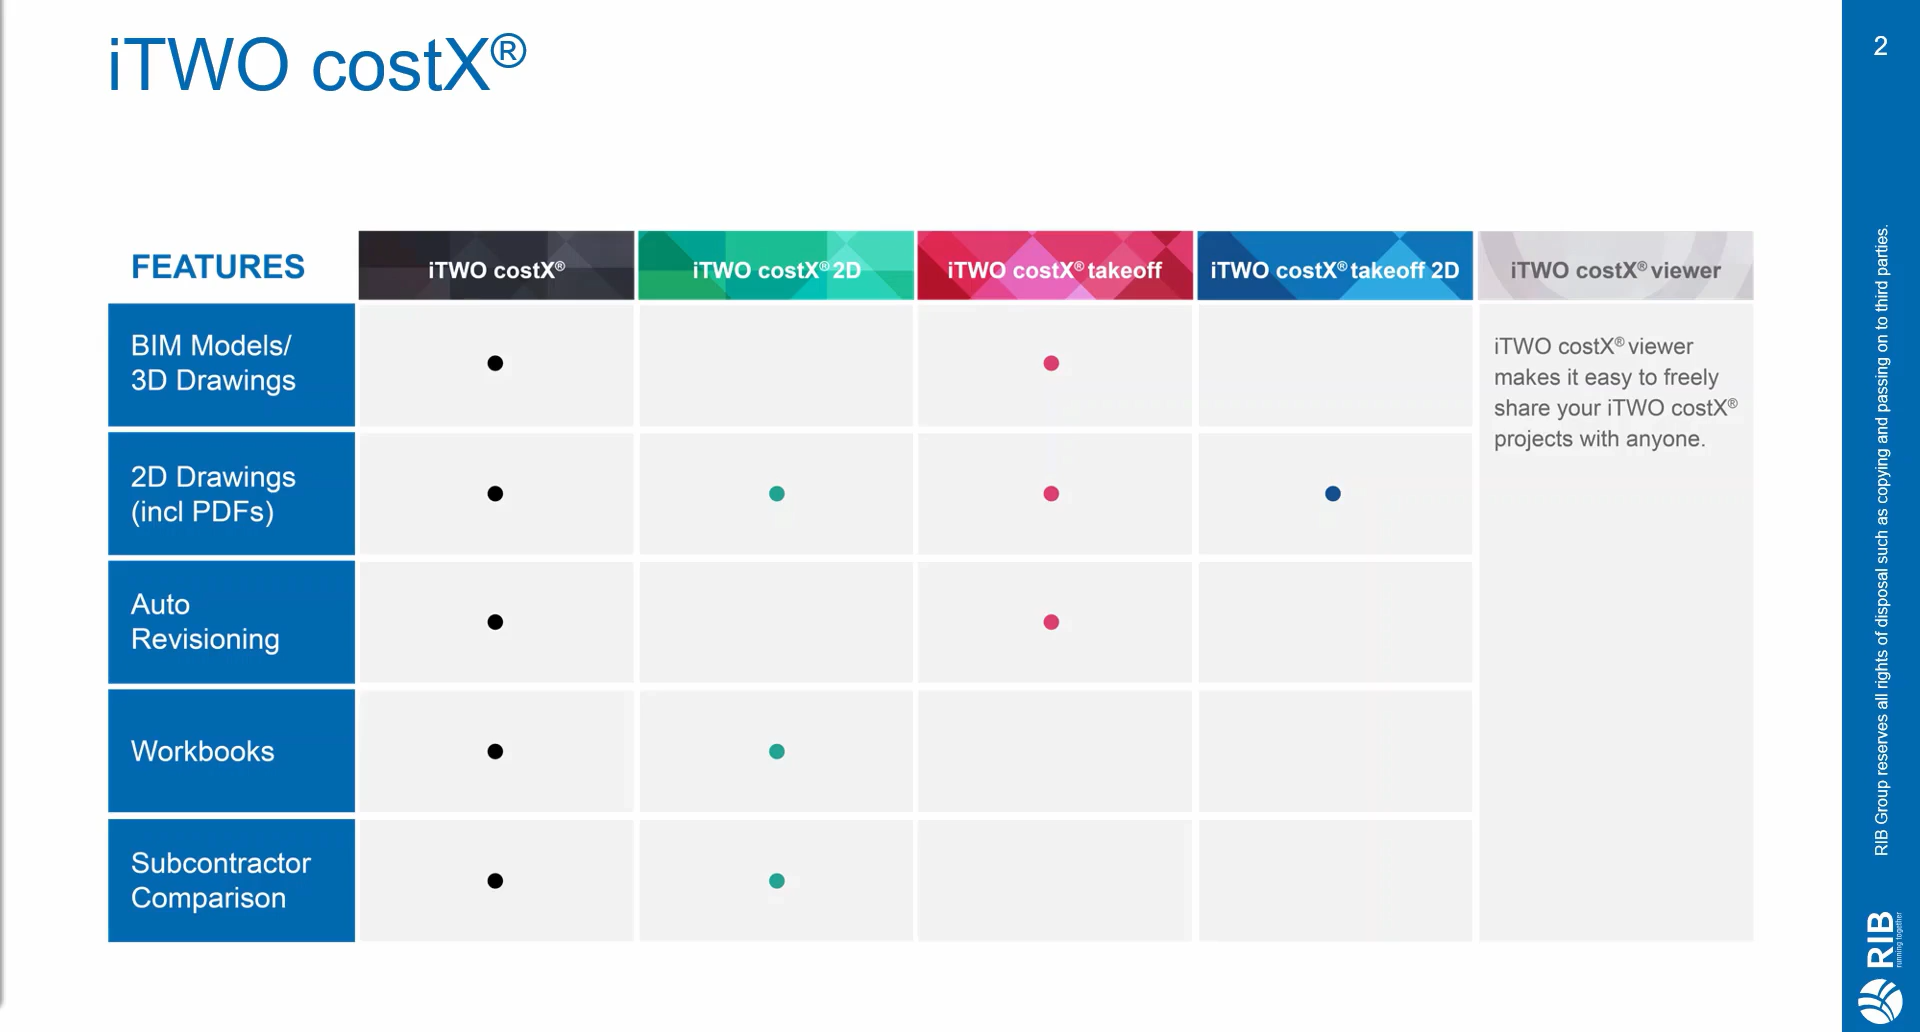 iTWO costX®
2
FEATURES
iTWO costX®
iTWO costX® 2D
iTWO costX® takeoff
iTWO costX® takeoff 2D
iTWO costX® viewer
BIM Models/
3D Drawings
iTWO costX® viewer
makes it easy to freely
share your iTWO costX®
projects with anyone.
2D Drawings
(incl PDFs)
Auto
Revisioning
Workbooks
Subcontractor
Comparison
RIB Group reserves all rights of disposal such as copying and passing on to third parties.
RIB
running together